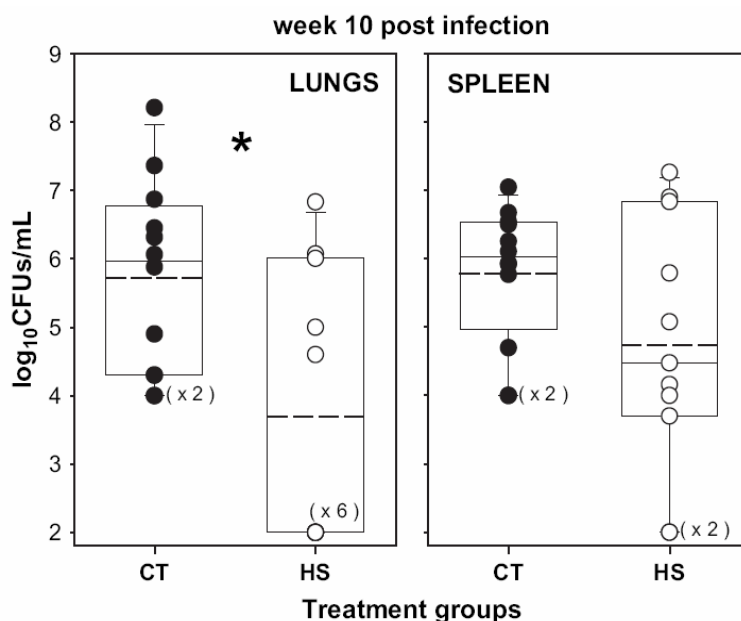 week 10 post infection
LUNGS
SPLEEN
*
log10CFUs/mL
9
8
7
6
5
4
3
2
( x 2 )
( x 6 )
( x 2 )
( x 2 )
CT
HS
CT
HS
Treatment groups